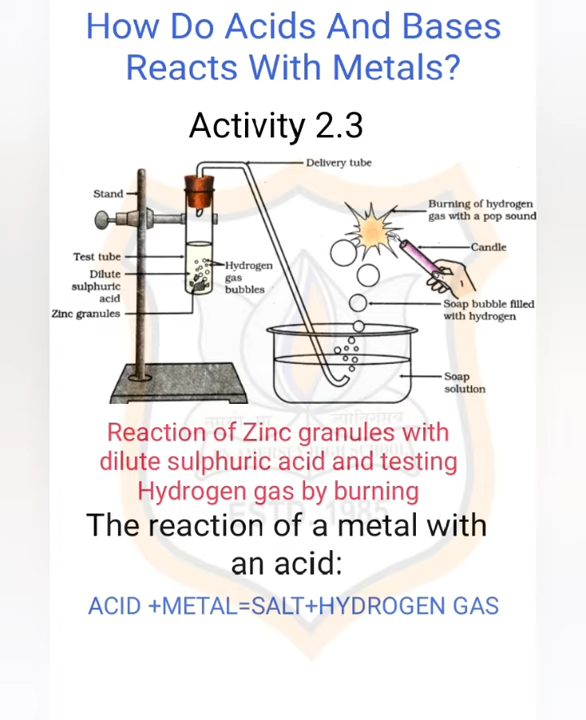 How Do Acids And Bases
Reacts With Metals?
Activity 2.3
Delivery tube
Stand
Burning of hydrogen
gas with a pop sound
Candle
Test tube
Hydrogen
gas
bubbles
Dilute
sulphuric
acid
Zinc granules
Soap bubble filled
with hydrogen
Soap
solution
Reaction of Zinc granules with
dilute sulphuric acid and testing
Hydrogen gas by burning
ESTD. 1985
The reaction of a metal with
an acid:
ACID +METAL=SALT+HYDROGEN GAS